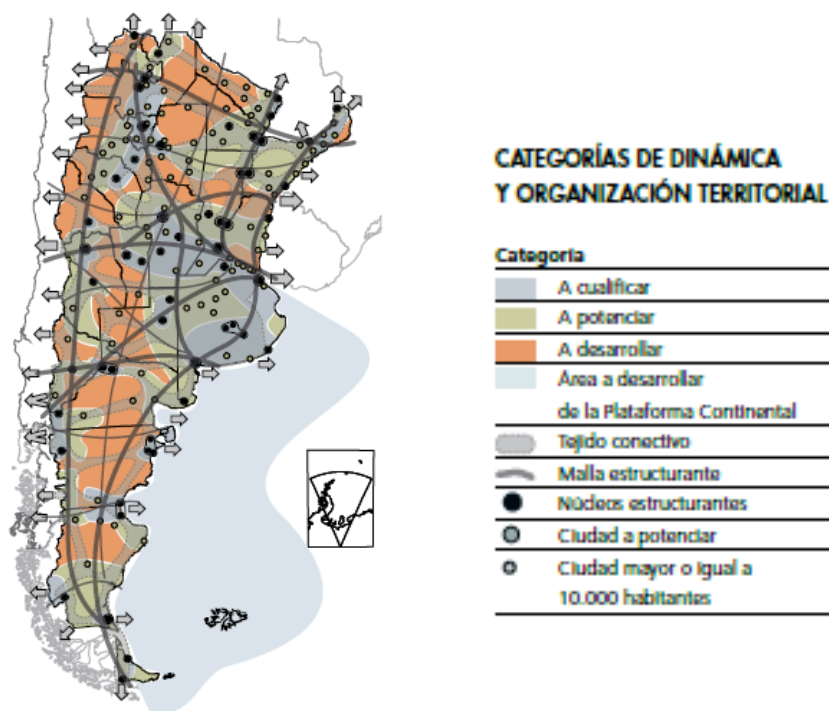 CATEGORÍAS DE DINÁMICA
Y ORGANIZACIÓN TERRITORIAL
Categoría
A cualificar
A potenciar
A desarrollar
Área a desarrollar
de la Plataforma Continental
Tejido conectivo
Malla estructurante
Núcleos estructurantes
Ciudad a potenciar
Ciudad mayor o igual a
10.000 habitantes